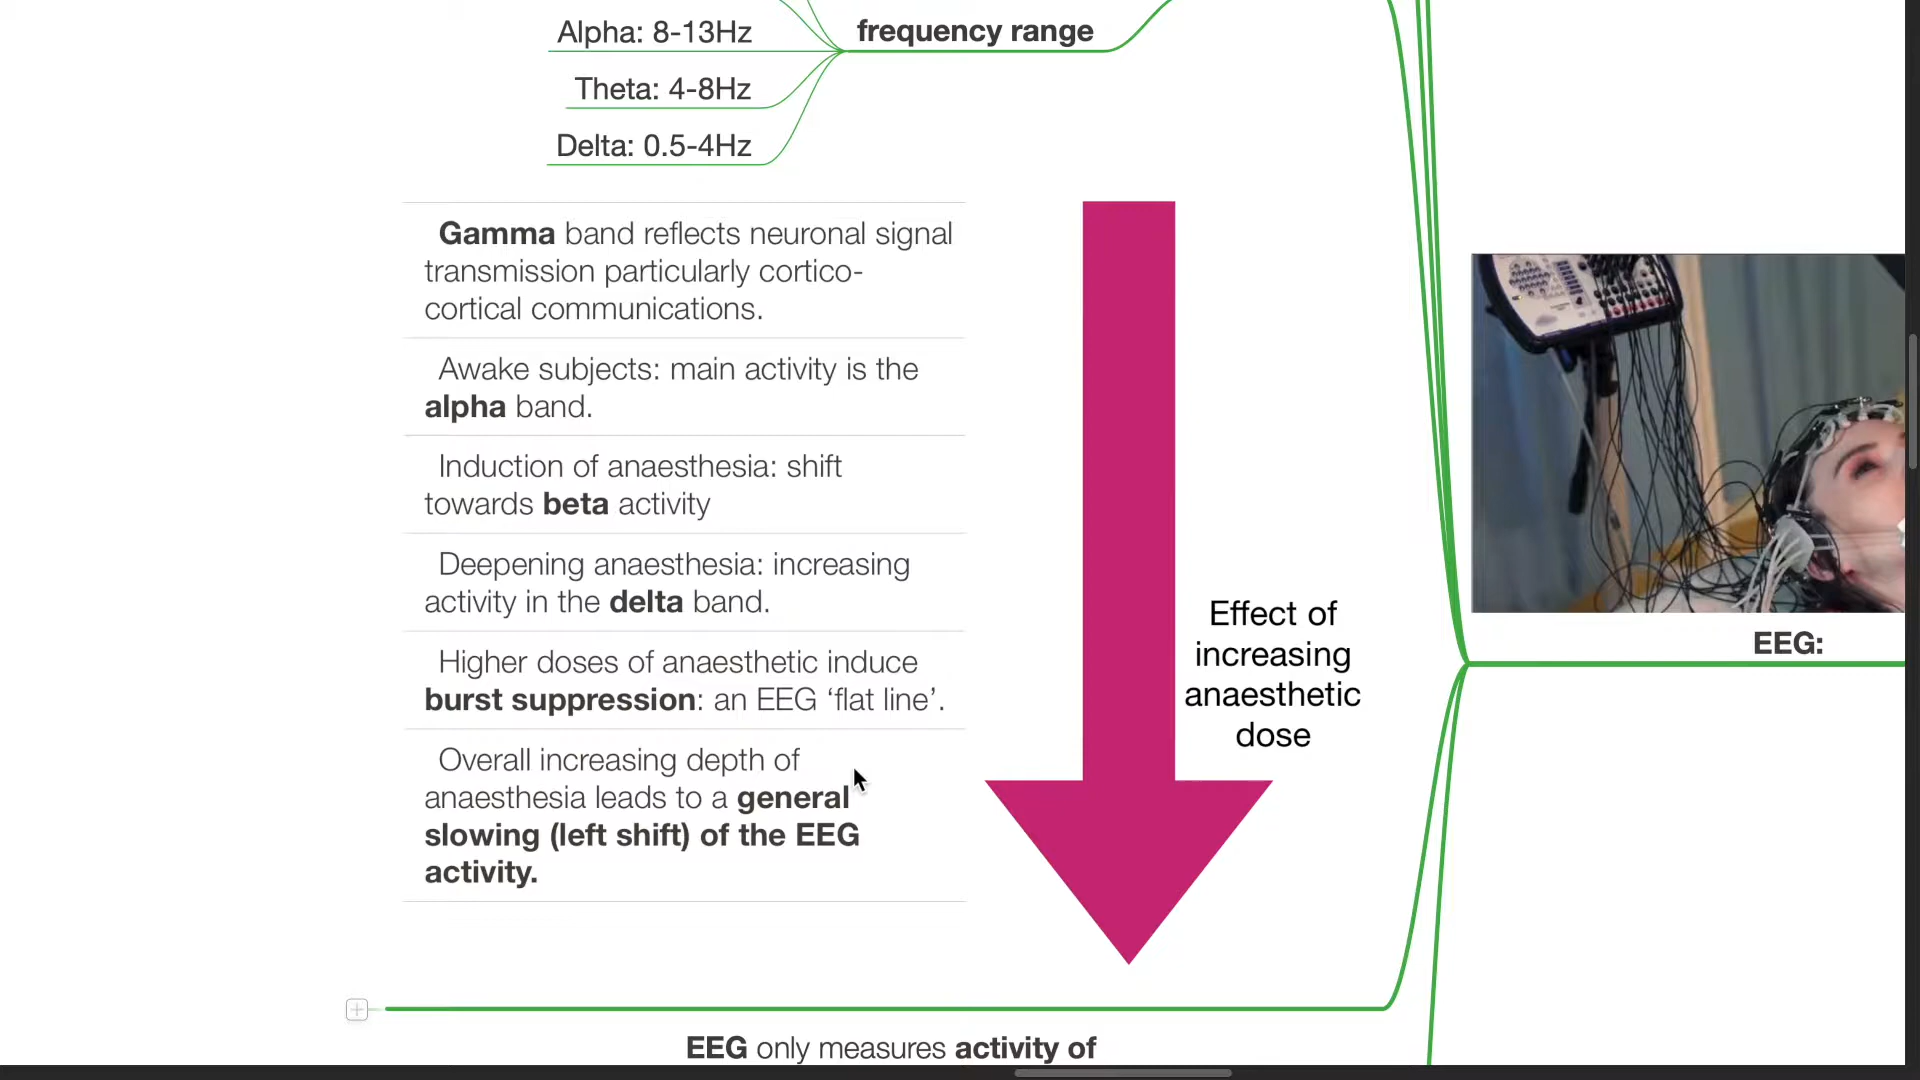 Alpha: 8-13Hz
frequency range
Theta: 4-8Hz
Delta: 0.5-4Hz
Gamma band reflects neuronal signal
transmission particularly cortico-
cortical communications.
Awake subjects: main activity is the
alpha band.
Induction of anaesthesia: shift
towards beta activity
Deepening anaesthesia: increasing
activity in the delta band.
Higher doses of anaesthetic induce
burst suppression: an EEG ‘flat line’.
Overall increasing depth of
anaesthesia leads to a general
slowing (left shift) of the EEG
activity.
Effect of
increasing
anaesthetic
dose
EEG:
EEG only measures activity of